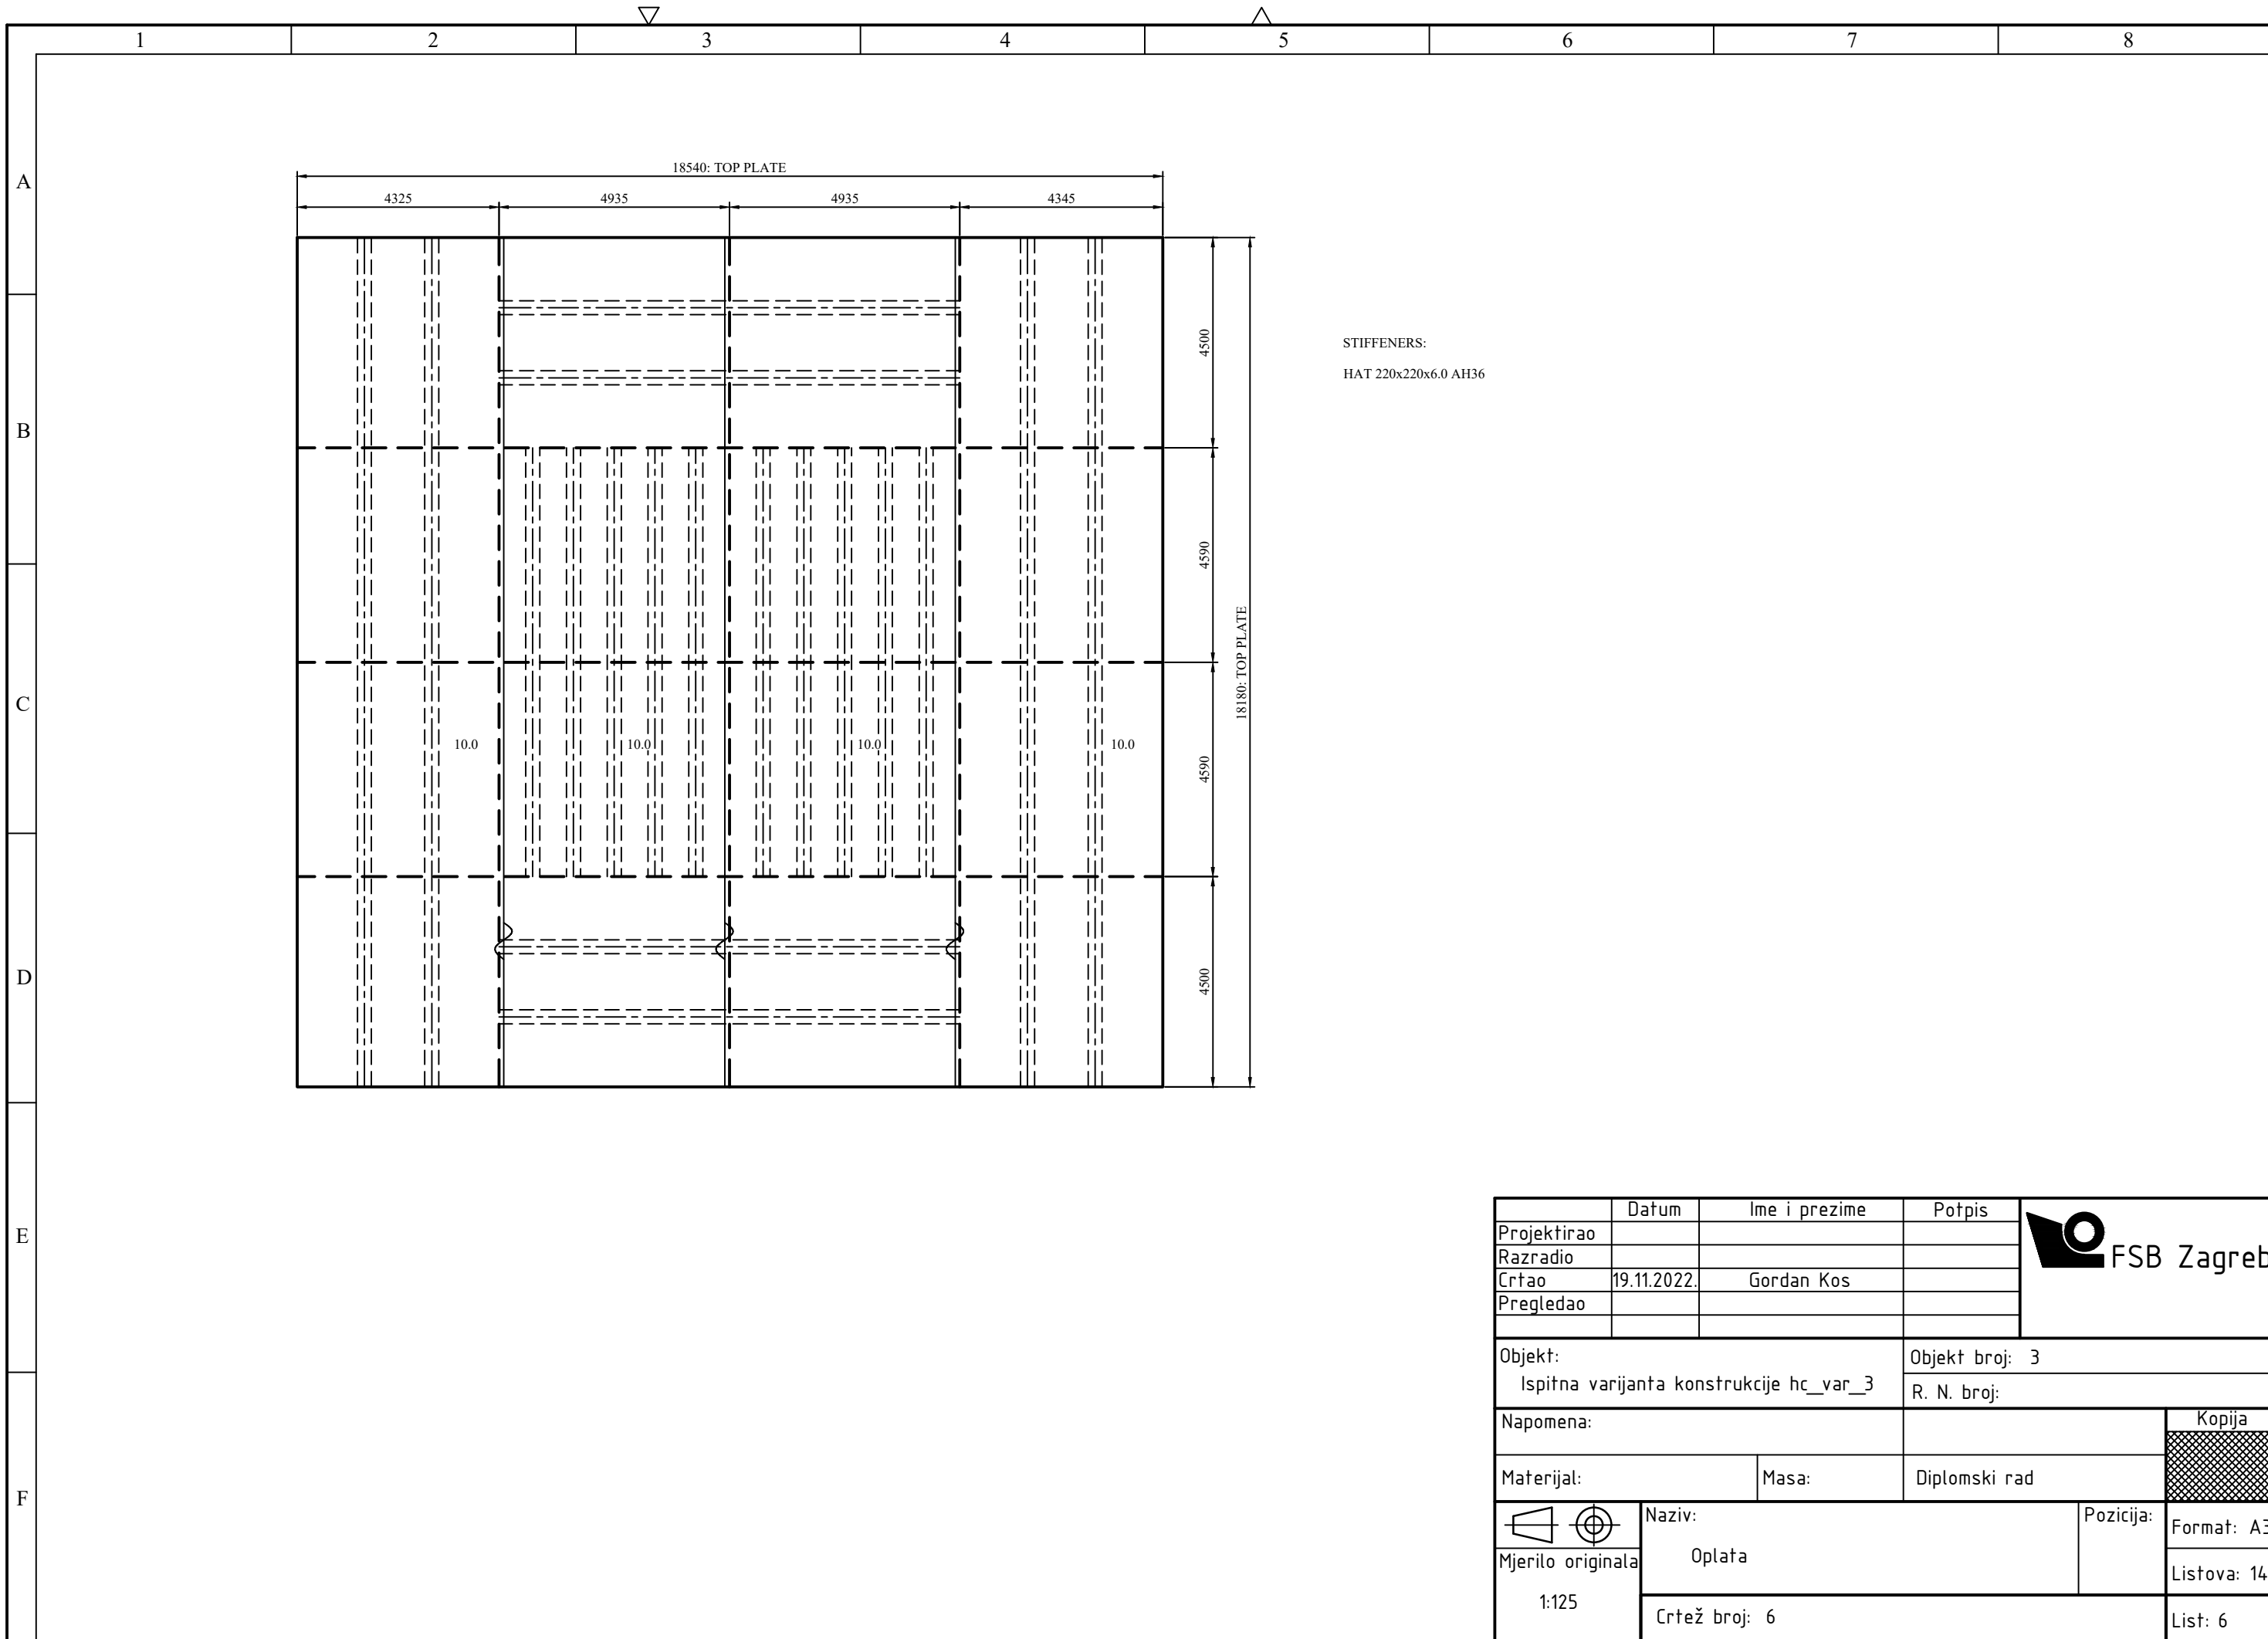 1 2 3 4 5 6 7 8
A
B
C
D
E
F
18540: TOP PLATE
4325 4935 4935 4345
4500
4590
4590
4500
18180: TOP PLATE
10.0 10.0 10.0 10.0
STIFFENERS:
HAT 220x220x6.0 AH36
Datum Ime i prezime Potpis
Projektirao
Razradio
Crtao 19.11.2022. Gordan Kos
Pregledao
FSB Zagreb
Objekt:
Ispitna varijanta konstrukcije hc_var_3
Objekt broj: 3
R. N. broj:
Napomena:
Kopija
Materijal: Masa: Diplomski rad
Naziv:
Oplata
Pozicija:
Format: A3
Mjerilo originala
1:125
Listova: 14
Crtež broj: 6
List: 6